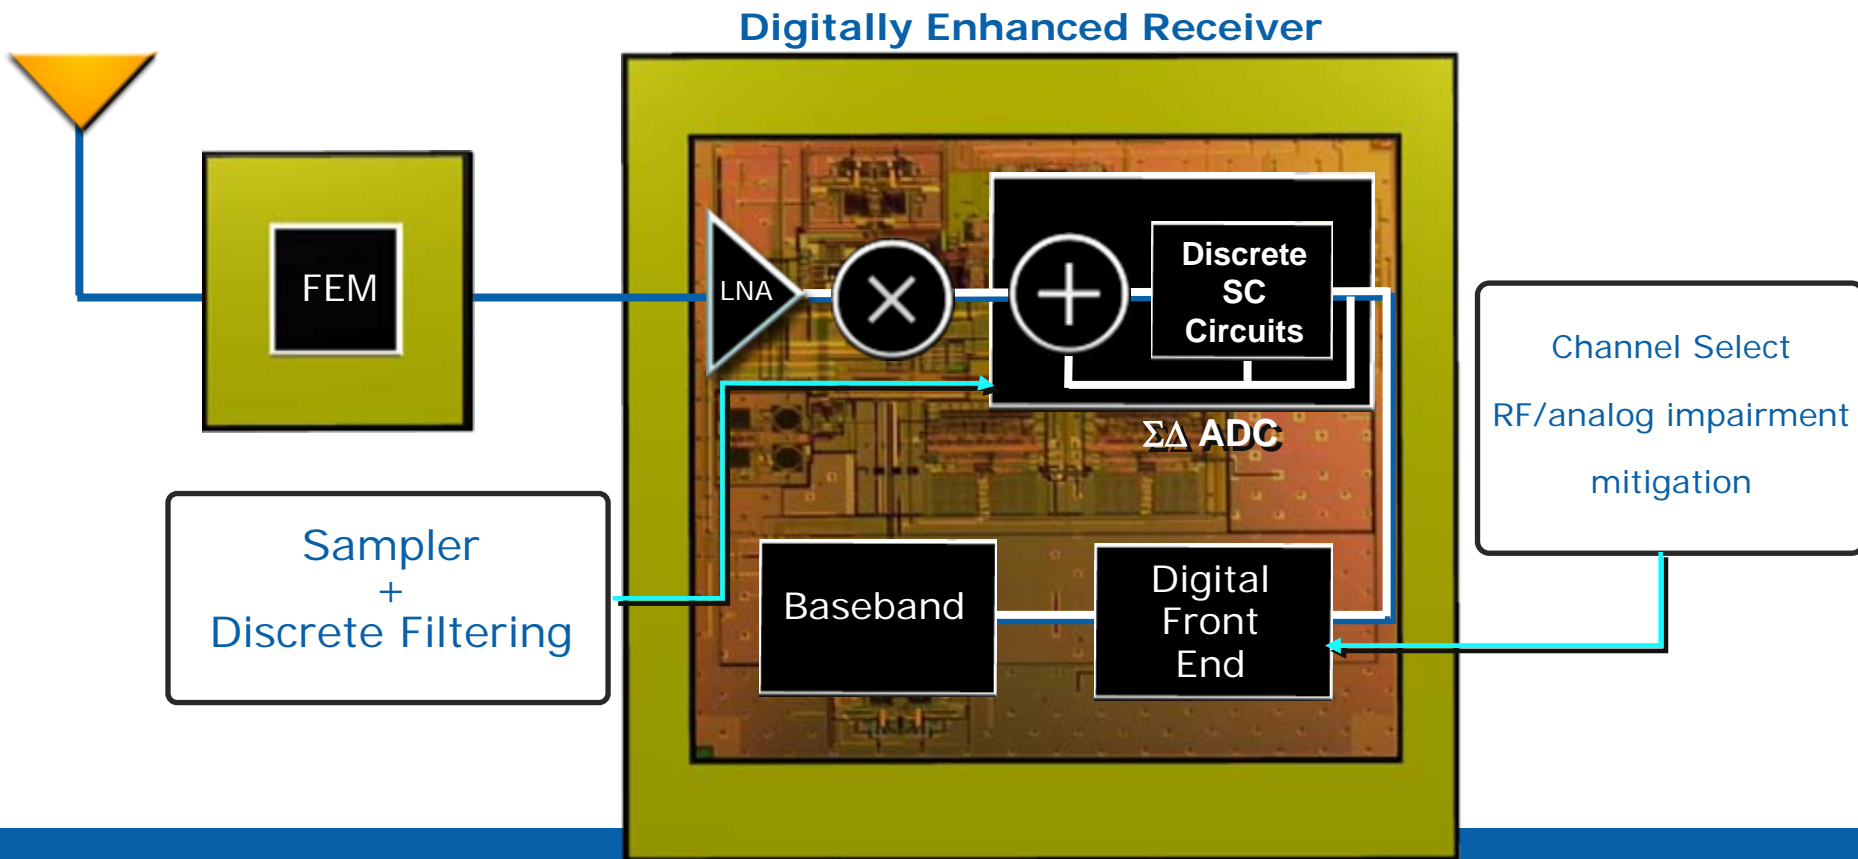 Digitally Enhanced Receiver
FEM
LNA
Discrete
SC
Circuits
ΣΔ ADC
Channel Select
RF/analog impairment
mitigation
Sampler
+
Discrete Filtering
Baseband
Digital
Front
End